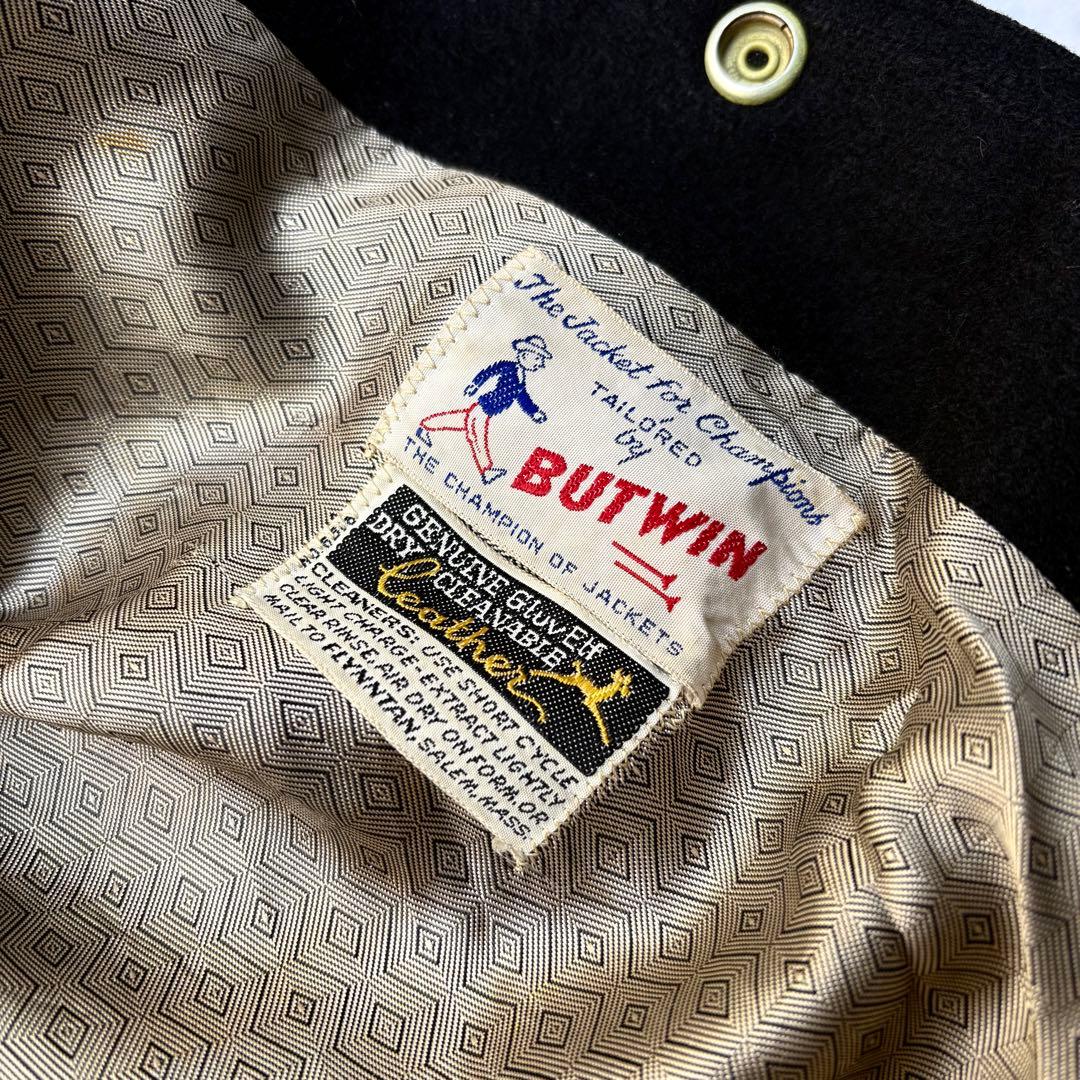 The Jacket for Champions
TAILORED
by
BUTWIN
THE CHAMPION OF JACKETS
GENUINE GLOVEH
DRY CLEANABLE
Leather
CLEANERS: USE SHORT CYCLE
LIGHT CHARGE-EXTRACT LIGHTLY
CLEAR RINSE. AIR DRY ON FORM. OR
MAIL TO FLYNNTAN, SALEM, MASS.